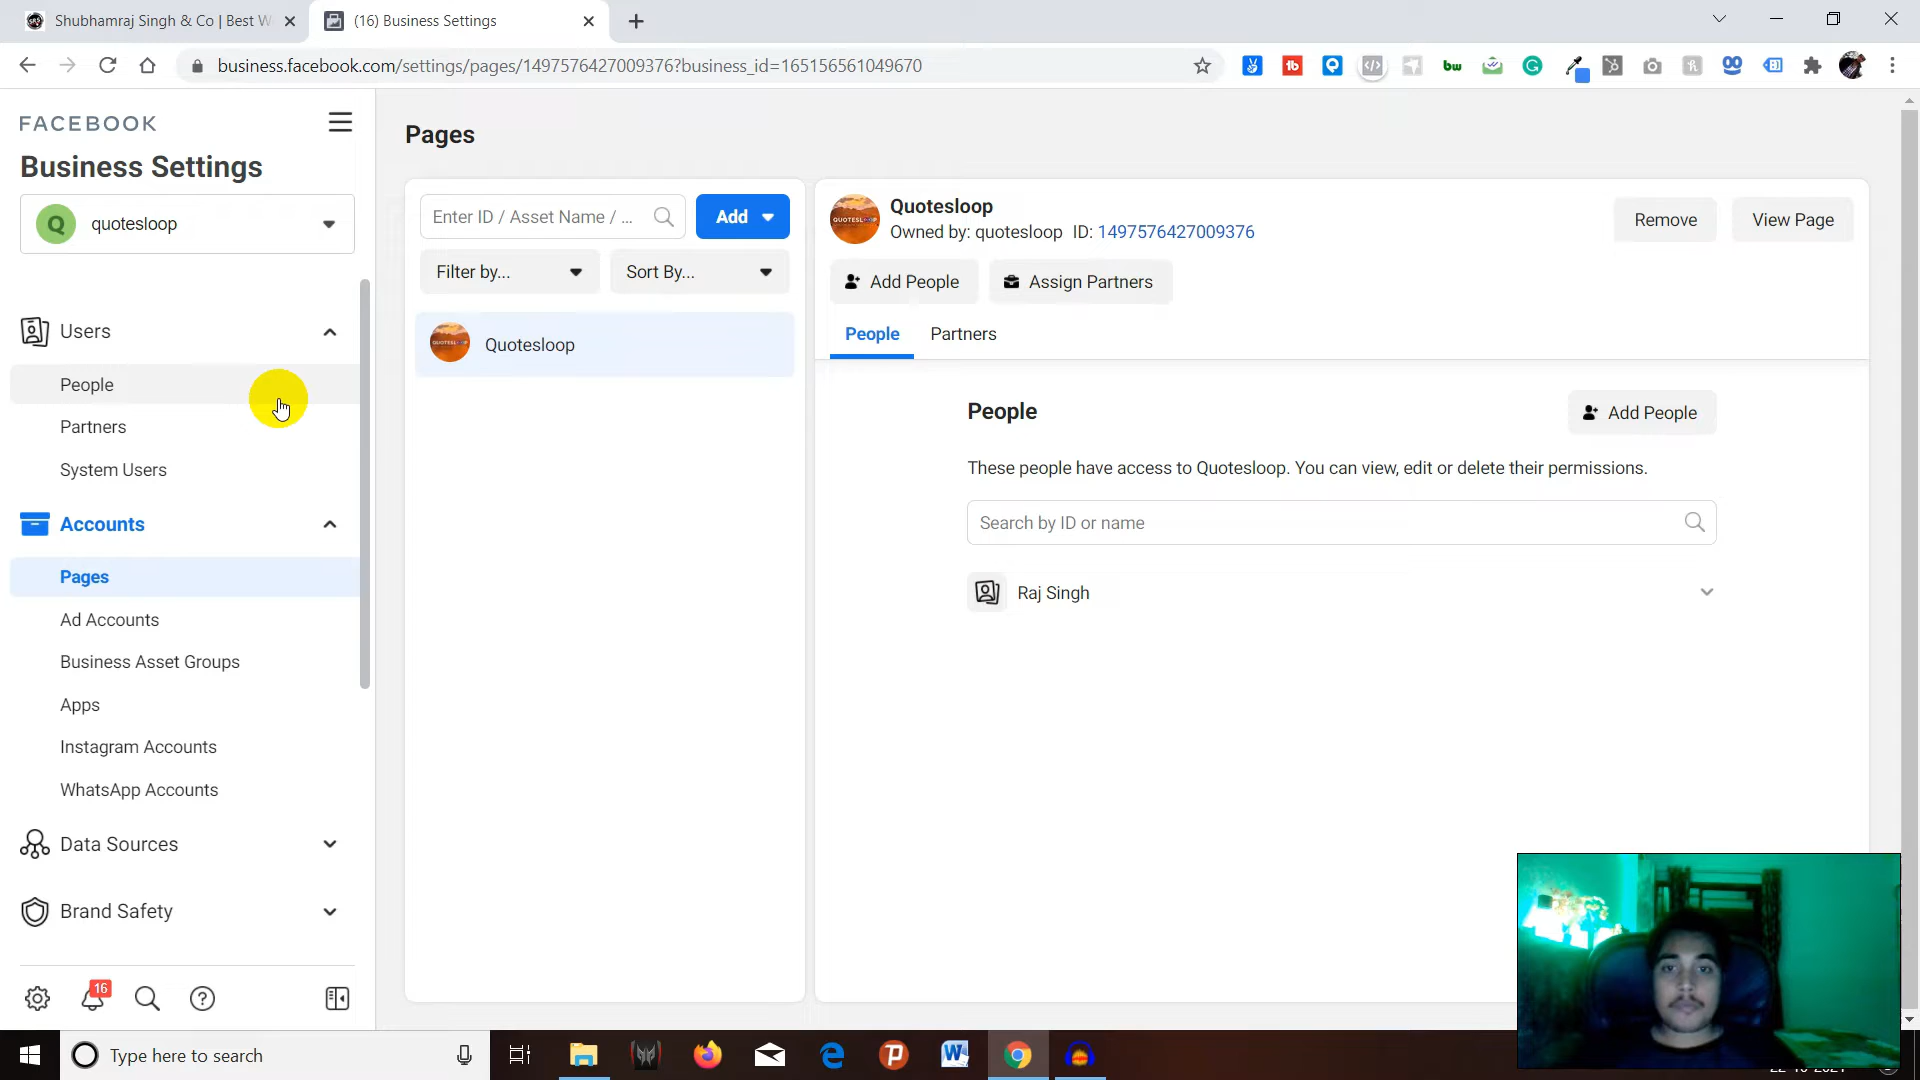 Shubhamraj Singh & Co | Best W
(16) Business Settings
business.facebook.com/settings/pages/1497576427009376?business_id=165156561049670
FACEBOOK
Business Settings
Q quotesloop
Users
People
Partners
System Users
Accounts
Pages
Ad Accounts
Business Asset Groups
Apps
Instagram Accounts
WhatsApp Accounts
Data Sources
Brand Safety
16
Pages
Enter ID / Asset Name / ...
Add
Filter by...
Sort By...
QUOTESLOOP
Quotesloop
QUOTESLOOP
Quotesloop
Owned by: quotesloop ID: 1497576427009376
Remove
View Page
Add People
Assign Partners
People
Partners
People
Add People
These people have access to Quotesloop. You can view, edit or delete their permissions.
Search by ID or name
Raj Singh
Type here to search